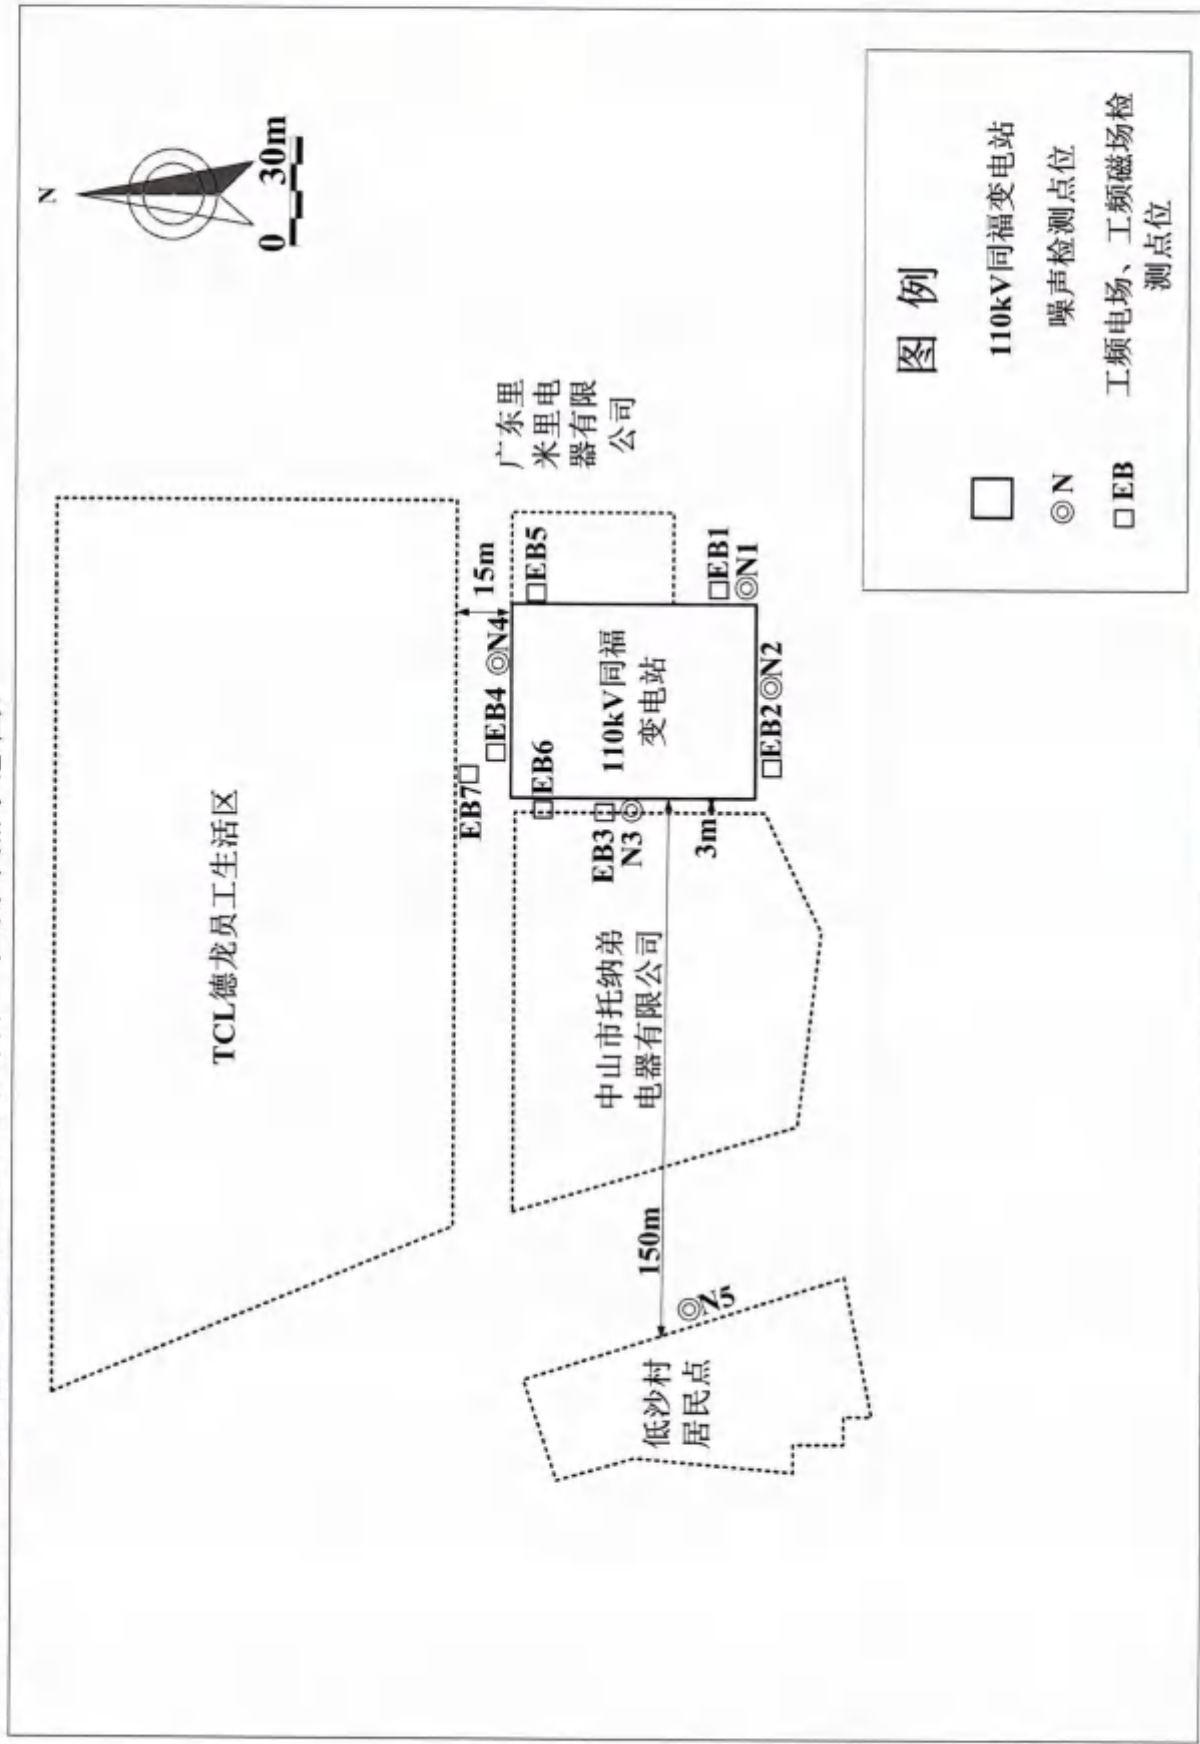 N
0 30m
TCL德龙员工生活区
15m
EB7
EB4
N4
广东里
米里电
器有限
公司
EB6
EB5
110kV同福
变电站
EB3
N3
中山市托纳弟
电器有限公司
3m
EB1
N1
EB2
N2
150m
N5
低沙村
居民点
图 例
110kV同福变电站
N 噪声检测点位
EB 工频电场、工频磁场检
测点位